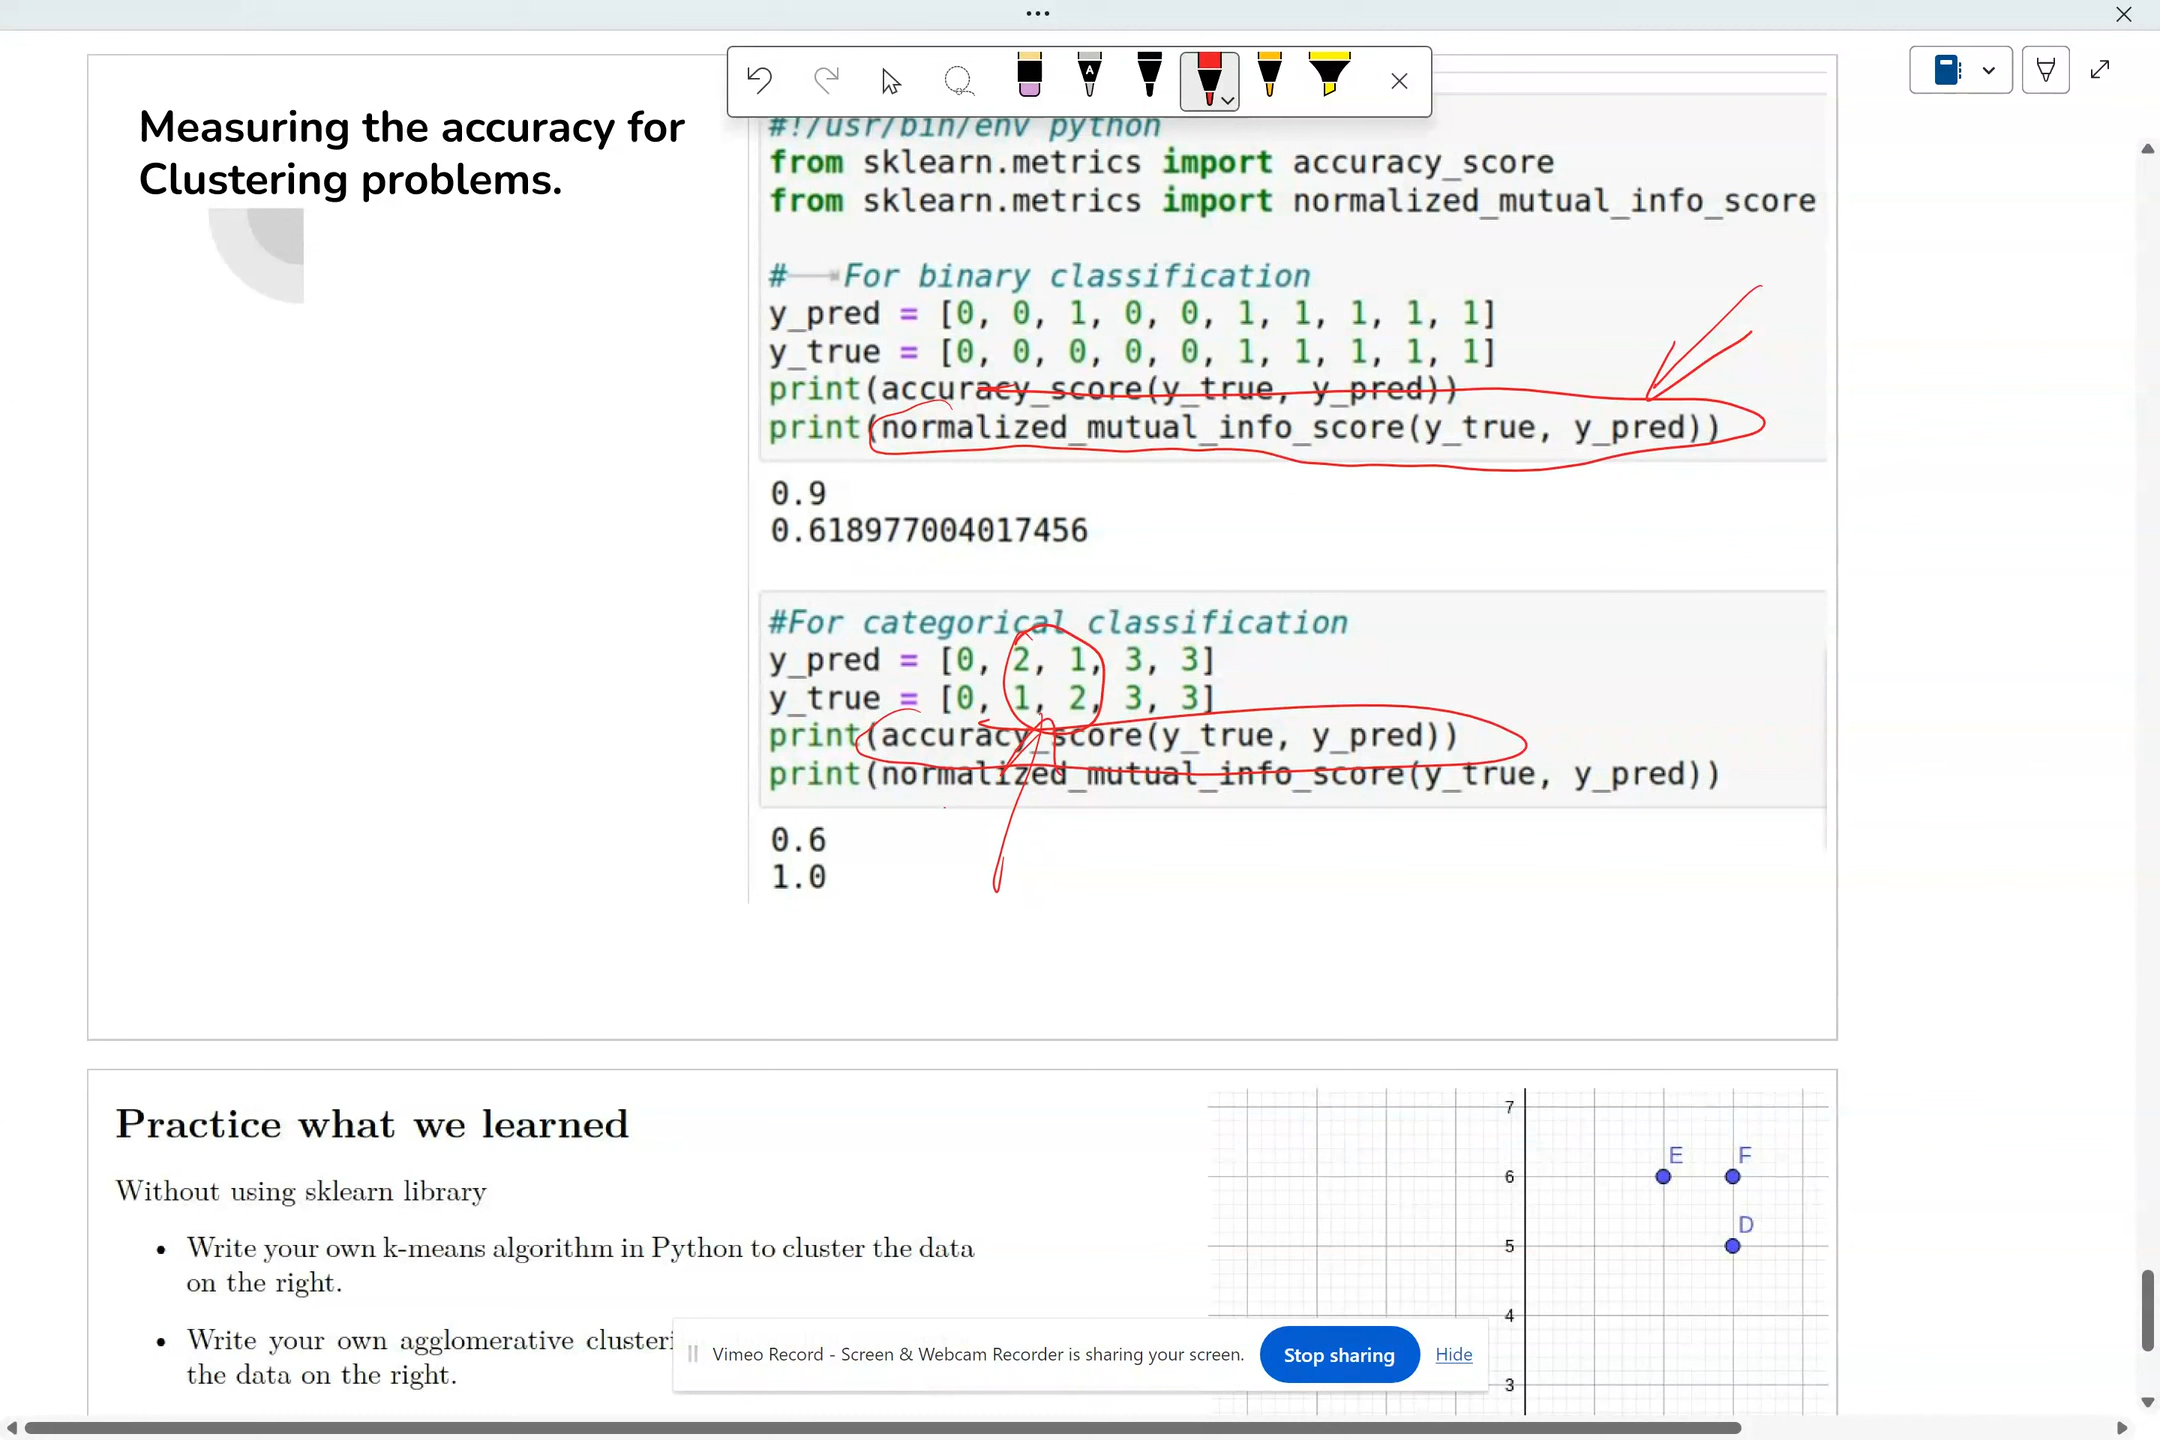 Measuring the accuracy for
Clustering problems.
#!/usr/bin/env python
from sklearn.metrics import accuracy_score
from sklearn.metrics import normalized_mutual_info_score
# For binary classification
y_pred = [0, 0, 1, 0, 0, 1, 1, 1, 1, 1]
y_true = [0, 0, 0, 0, 0, 1, 1, 1, 1, 1]
print(accuracy_score(y_true, y_pred))
print(normalized_mutual_info_score(y_true, y_pred))
0.9
0.618977004017456
#For categorical classification
y_pred = [0, 2, 1, 3, 3]
y_true = [0, 1, 2, 3, 3]
print(accuracy_score(y_true, y_pred))
print(normalized_mutual_info_score(y_true, y_pred))
0.6
1.0
Practice what we learned
Without using sklearn library
• Write your own k-means algorithm in Python to cluster the data
on the right.
• Write your own agglomerative clusteri
the data on the right.
7
E F
6
D
5
4
3
Vimeo Record - Screen & Webcam Recorder is sharing your screen. Stop sharing Hide